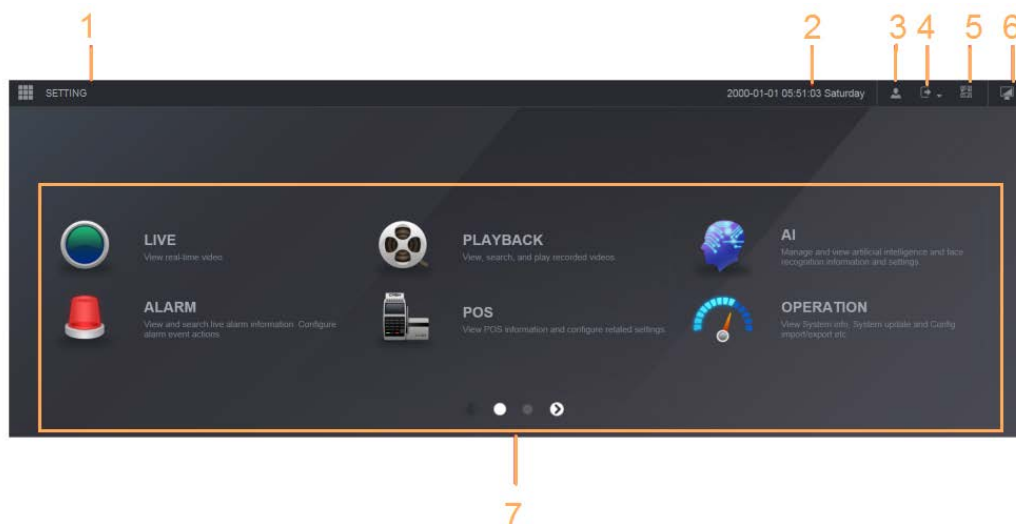 1 2 3 4 5 6
SETTING 2000-01-01 05:51:03 Saturday
LIVE
View real-time video.
PLAYBACK
View, search, and play recorded videos.
AI
Manage and view artificial intelligence and face
recognition information and settings.
ALARM
View and search live alarm information. Configure
alarm event actions.
POS
View POS information and configure related settings.
OPERATION
View System info, System update and Config
import/export etc
7